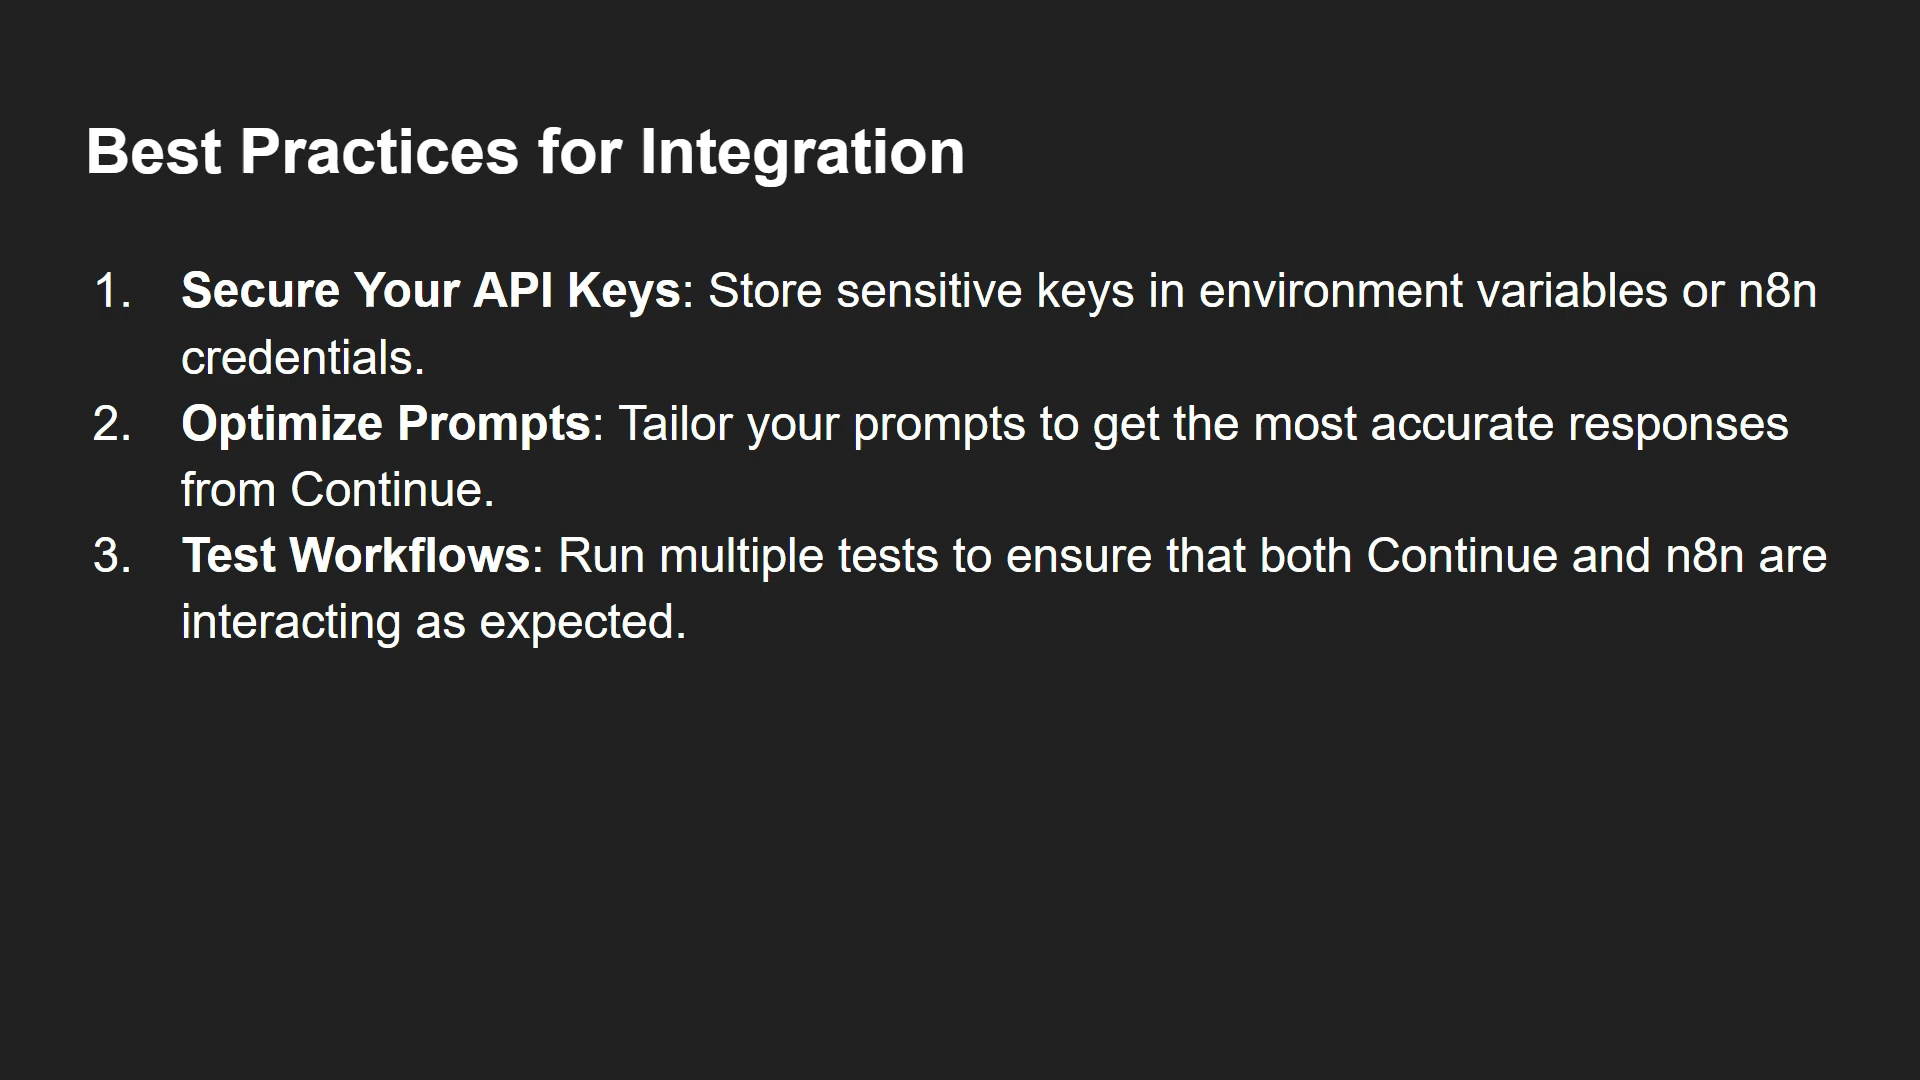 Best Practices for Integration
1. Secure Your API Keys: Store sensitive keys in environment variables or n8n
credentials.
2. Optimize Prompts: Tailor your prompts to get the most accurate responses
from Continue.
3. Test Workflows: Run multiple tests to ensure that both Continue and n8n are
interacting as expected.